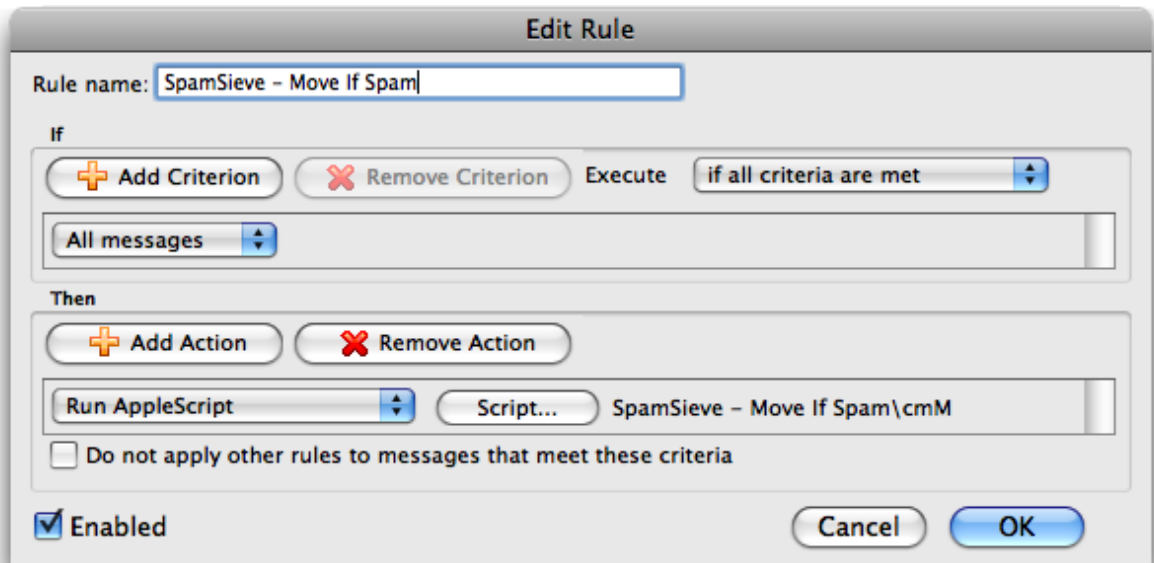 Edit Rule
Rule name: SpamSieve – Move If Spam
If
Add Criterion Remove Criterion Execute if all criteria are met
All messages
Then
Add Action Remove Action
Run AppleScript Script... SpamSieve – Move If Spam\cmM
Do not apply other rules to messages that meet these criteria
Enabled Cancel OK